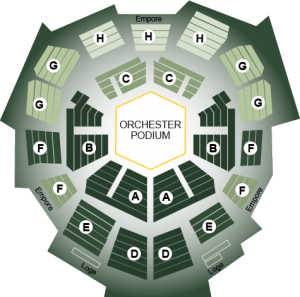 Empore
H H H
G C C G
G G
ORCHESTER
PODIUM
F B B F
F A A F
Empore Empore
E E
D D
Loge Loge